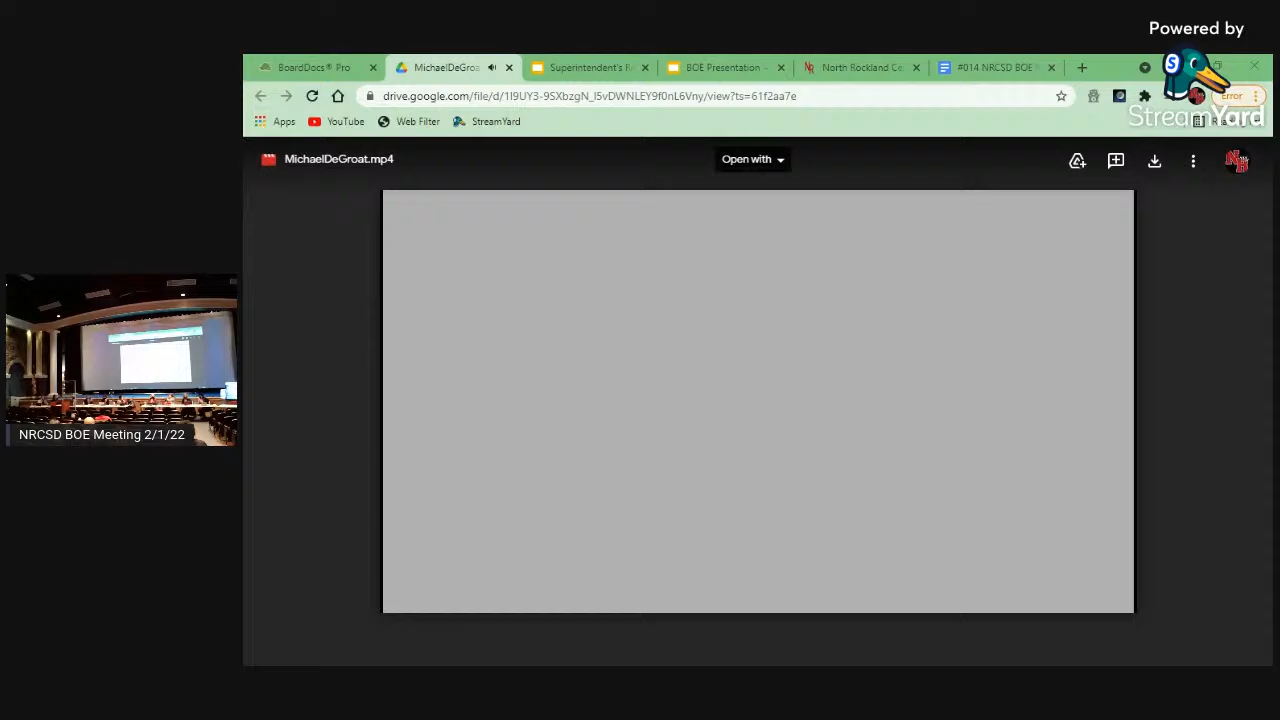 Powered by
StreamYard
BoardDocs® Pro
MichaelDeGroa
Superintendent's R
BOE Presentation -
North Rockland Ce
#014 NRCSD BOE
drive.google.com/file/d/1I9UY3-9SXbzgN_I5vDWNLEY9f0nL6Vny/view?ts=61f2aa7e
Error
Apps
YouTube
Web Filter
StreamYard
MichaelDeGroat.mp4
Open with
NRCSD BOE Meeting 2/1/22